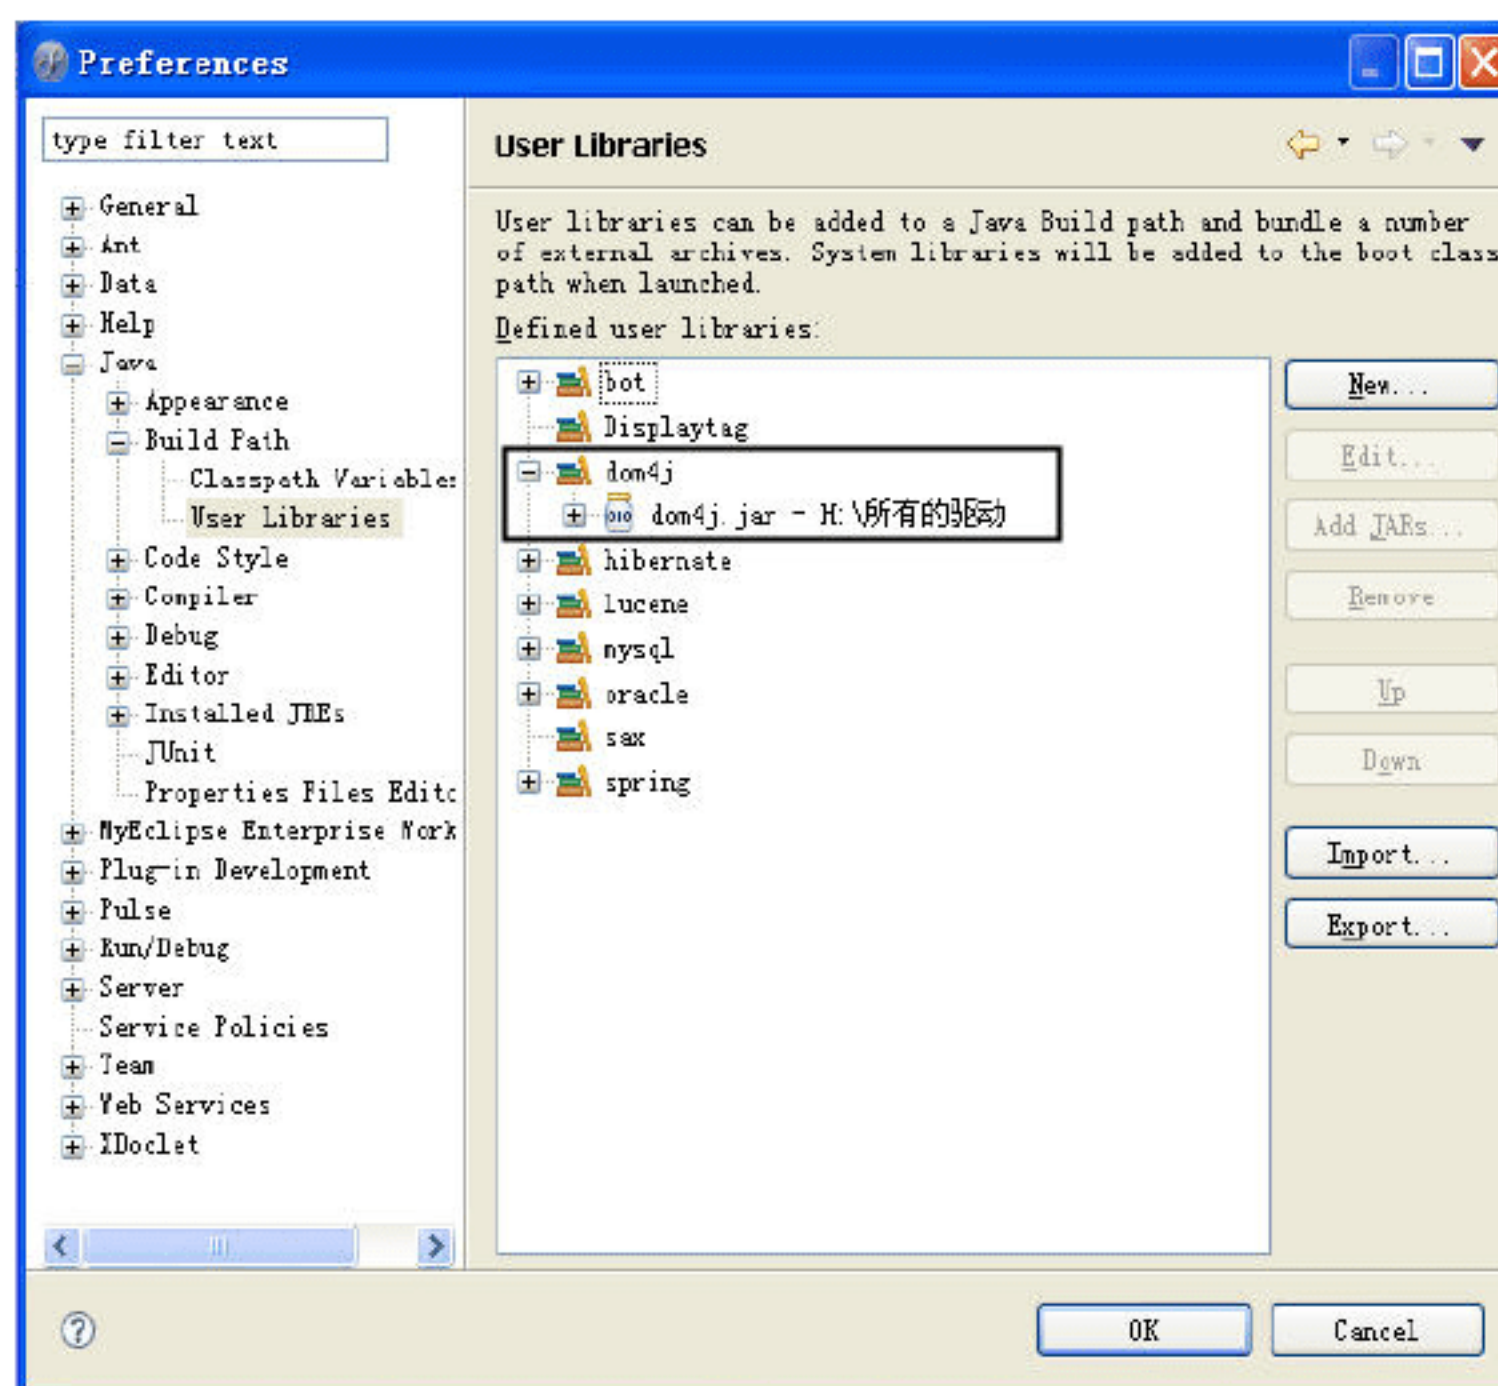 Preferences
type filter text
General
Ant
Data
Help
Java
Appearance
Build Path
Classpath Variables
User Libraries
Code Style
Compiler
Debug
Editor
Installed JREs
JUnit
Properties Files Edito
MyEclipse Enterprise Work
Plug-in Development
Pulse
Run/Debug
Server
Service Policies
Team
Web Services
XDoclet
User Libraries
User libraries can be added to a Java Build path and bundle a number
of external archives. System libraries will be added to the boot class
path when launched.
Defined user libraries:
bot
Displaytag
dom4j
dom4j.jar - H:\所有的驱动
hibernate
lucene
mysql
oracle
sax
spring
New...
Edit...
Add JARs...
Remove
Up
Down
Import...
Export...
OK
Cancel